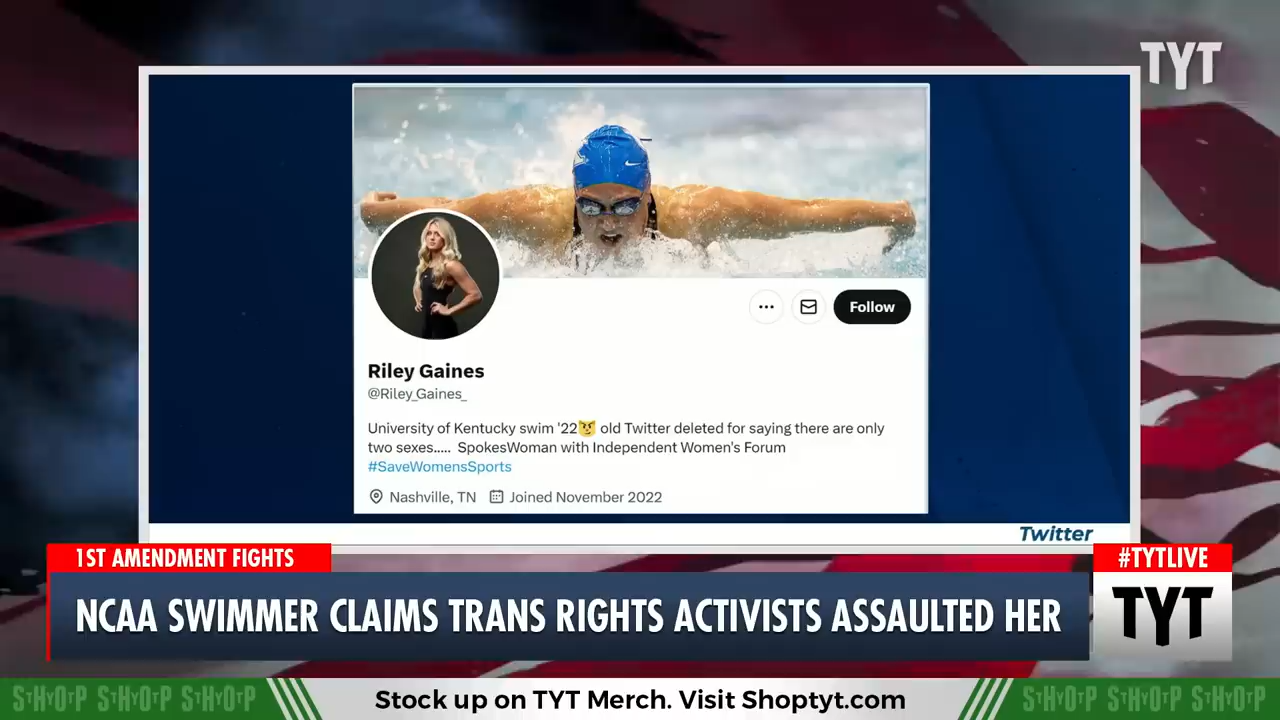 TYT
Riley Gaines
@Riley_Gaines_
Follow
University of Kentucky swim '22😼 old Twitter deleted for saying there are only
two sexes..... SpokesWoman with Independent Women's Forum
#SaveWomensSports
Nashville, TN Joined November 2022
Twitter
1ST AMENDMENT FIGHTS
#TYTLIVE
NCAA SWIMMER CLAIMS TRANS RIGHTS ACTIVISTS ASSAULTED HER
TYT
Stock up on TYT Merch. Visit Shoptyt.com